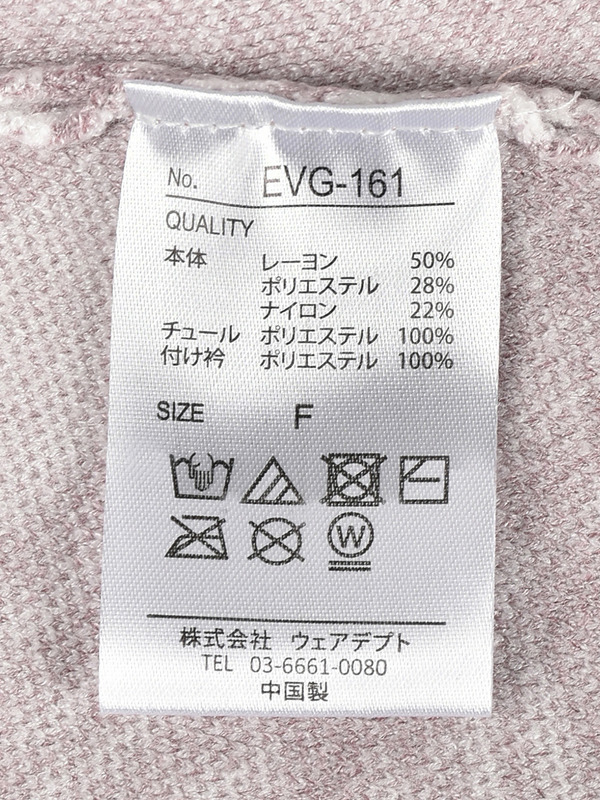 No. EVG-161
QUALITY
本体 レーヨン 50%
ポリエステル 28%
ナイロン 22%
チュール ポリエステル 100%
付け衿 ポリエステル 100%
SIZE F
W
株式会社 ウェアデプト
TEL 03-6661-0080
中国製